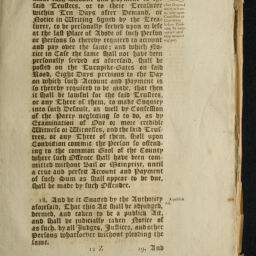 said Trustees, or to their Treasurer
within Ten Days after Demand, or
Notice in Writing signed by the Trea-
surer, to be personally served upon or left
at the last Place of Abode of such Person
or Persons so thereby required to account
and pay over the same; and which No-
tice in Case the same shall not have been
personally served as aforesaid, shall be
posted on the Turnpike-Gates on said
Road, Eight Days previous to the Day
on which such Account and Payment is
so thereby required to be made, that then
it shall be lawful for the said Trustees,
or any Three of them, to make Enquiry
into such Default, as well by Confession
of the Party neglecting so to do, as by
Examination of One or more credible
Witness or Witnesses, and the said Trus-
tees, or any Three of them, shall upon
Conviction commit the Person so offend-
ing to the common Gaol of the County
where such Offence shall have been com-
mitted without Bail or Mainprize, until
a true and perfect Account and Payment
of such Sum as shall appear to be due,
shall be made by such Offender.
18. And be it Enacted by the Authority
aforesaid, That this Act shall be adjudged,
deemed, and taken to be a publick Act,
and shall be judicially taken Notice of
as such, by all Judges, Justices, and other
Persons whatsoever without pleading the
same.
12 Z 19. And